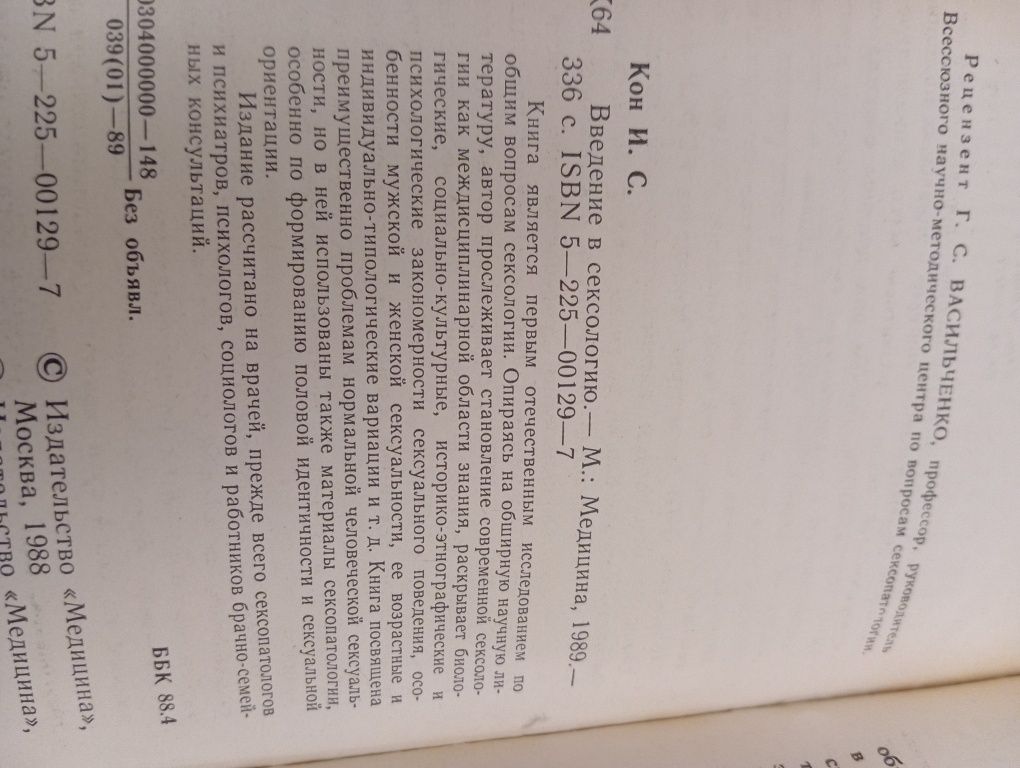 Рецензент Г. С. ВАСИЛЬЧЕНКО, профессор, руководитель
Всесоюзного научно-методического центра по вопросам сексопатологии.
Кон И. С.
К64 Введение в сексологию.— М.: Медицина, 1989.—
336 с. ISBN 5—225—00129—7
Книга является первым отечественным исследованием по
общим вопросам сексологии. Опираясь на обширную научную ли-
тературу, автор прослеживает становление современной сексоло-
гии как междисциплинарной области знания, раскрывает биоло-
гические, социально-культурные, историко-этнографические и
психологические закономерности сексуального поведения, осо-
бенности мужской и женской сексуальности, ее возрастные и
индивидуально-типологические вариации и т. д. Книга посвящена
преимущественно проблемам нормальной человеческой сексуаль-
ности, но в ней использованы также материалы сексопатологии,
особенно по формированию половой идентичности и сексуальной
ориентации.
Издание рассчитано на врачей, прежде всего сексопатологов
и психиатров, психологов, социологов и работников брачно-семей-
ных консультаций.
0304000000—148
039(01)—89
Без объявл.
ББК 88.4
BN 5—225—00129—7
© Издательство «Медицина»,
Москва, 1988
«Медицина»,